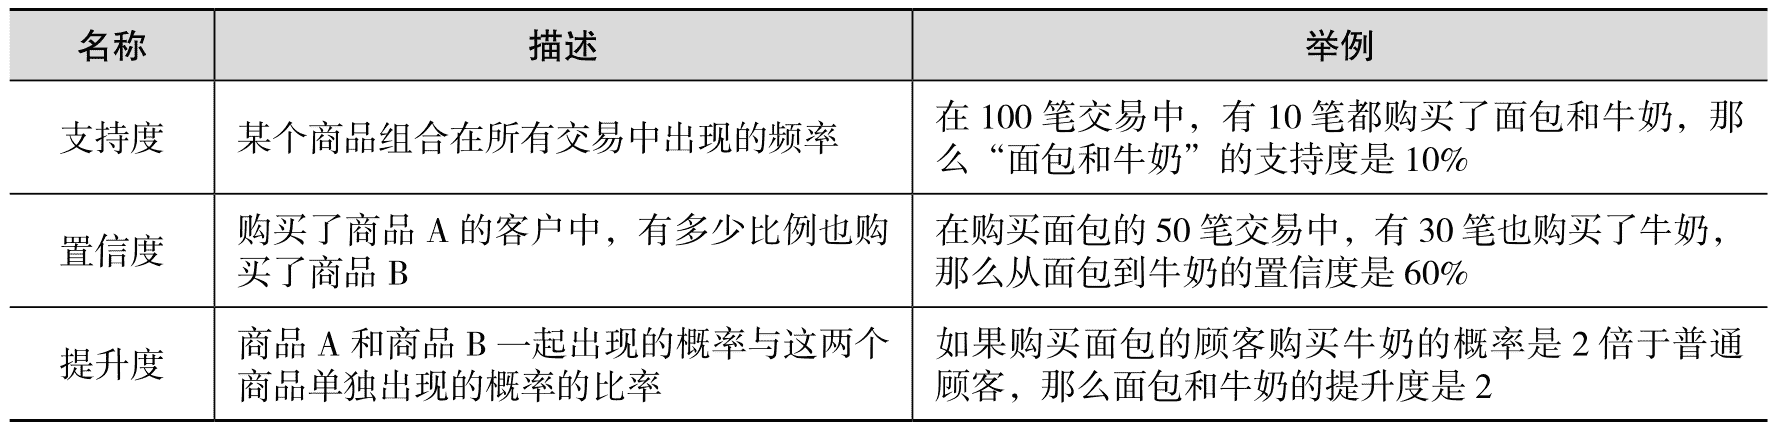 名称 描述 举例
支持度 某个商品组合在所有交易中出现的频率 在 100 笔交易中，有 10 笔都购买了面包和牛奶，那
么“面包和牛奶”的支持度是 10%
置信度 购买了商品 A 的客户中，有多少比例也购
买了商品 B
在购买面包的 50 笔交易中，有 30 笔也购买了牛奶，
那么从面包到牛奶的置信度是 60%
提升度 商品 A 和商品 B 一起出现的概率与这两个
商品单独出现的概率的比率
如果购买面包的顾客购买牛奶的概率是 2 倍于普通
顾客，那么面包和牛奶的提升度是 2